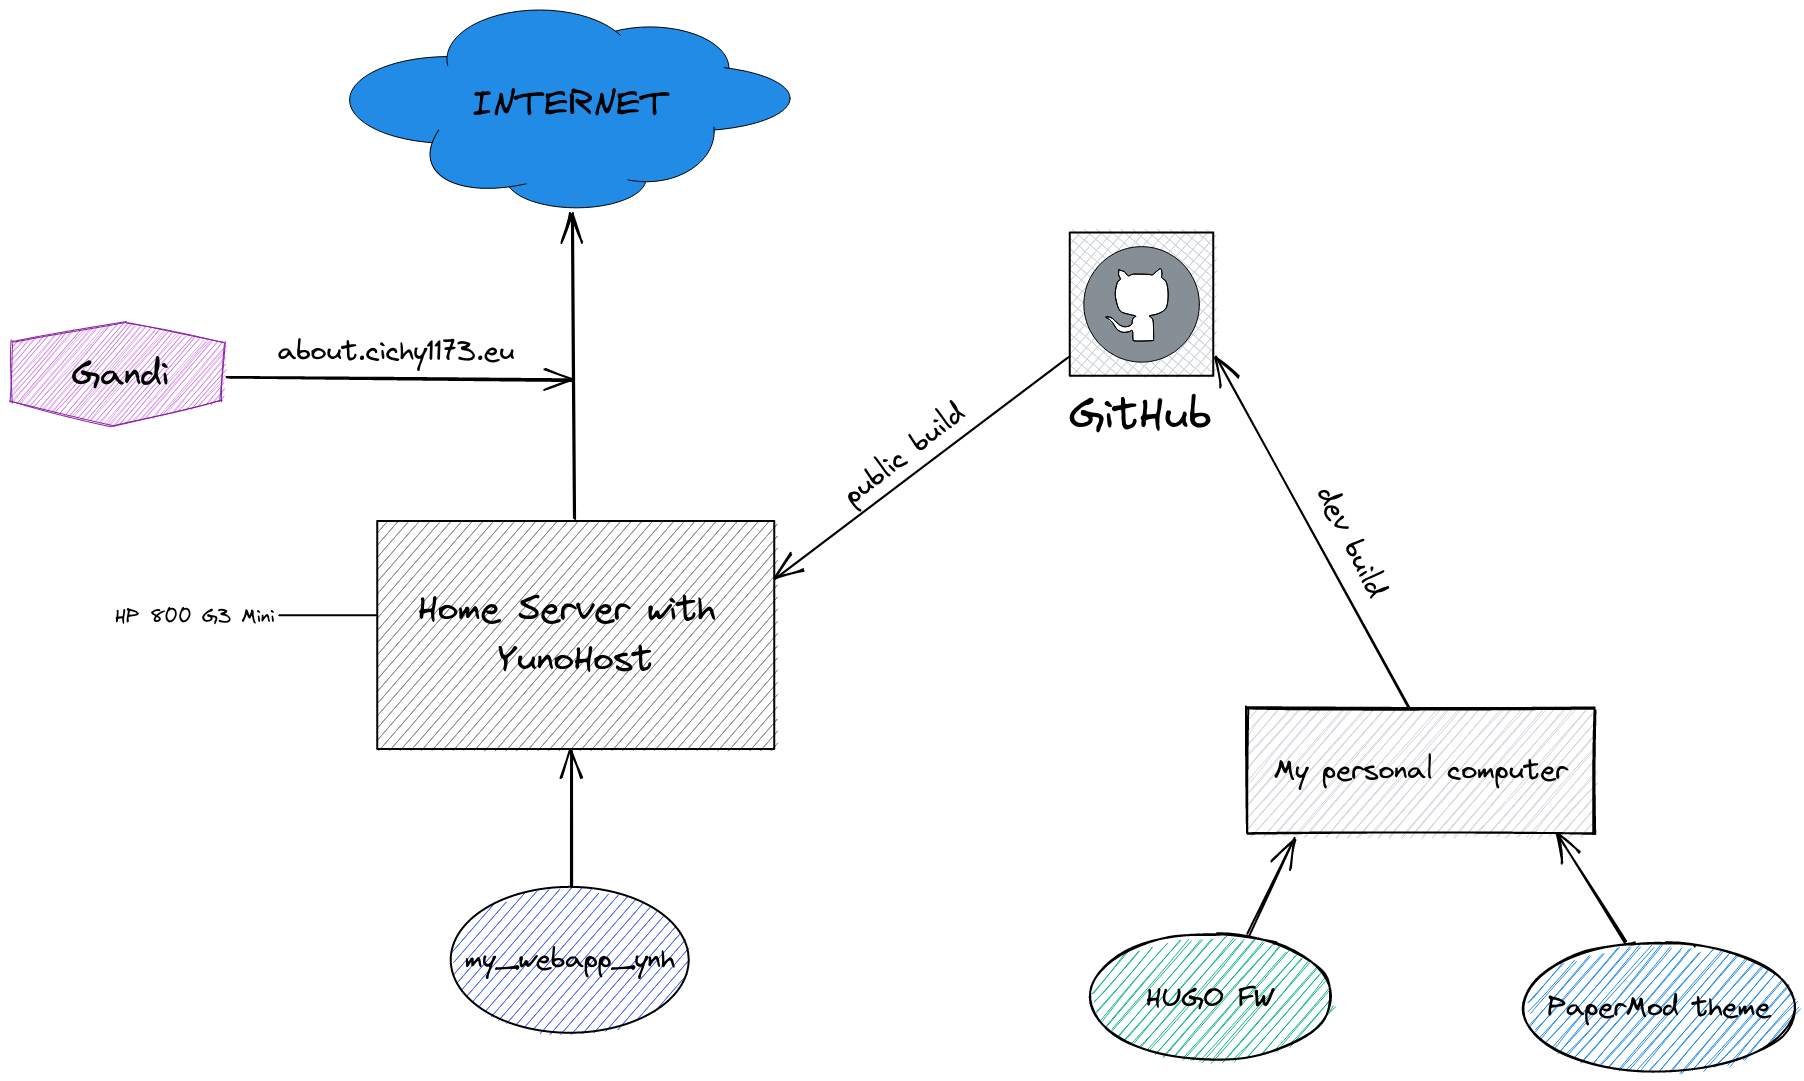 INTERNET
Gandi
about.cichy1173.eu
GitHub
public build
dev build
HP 800 G3 Mini
Home Server with
YunoHost
My personal computer
my_webapp_ynh
HUGO FW
PaperMod theme